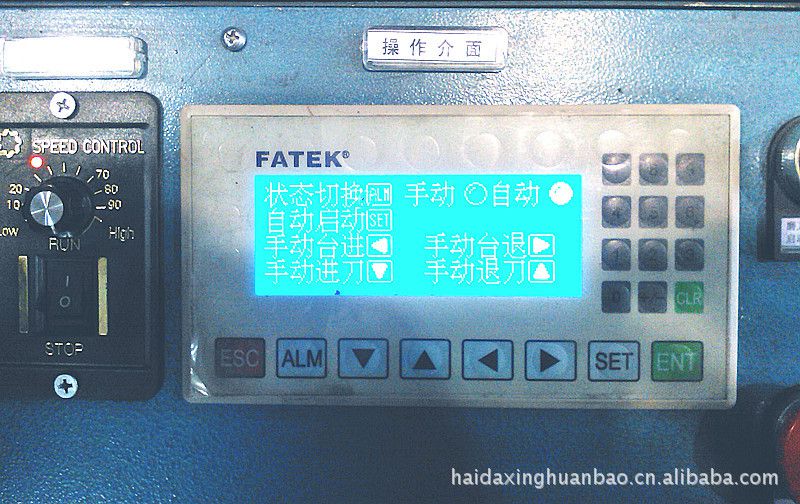 操作介面
SPEED CONTROL
70
20 80
10 90
Low High
RUN
STOP
FATEK®
状态切换 ALM 手动 自动
自动启动 SET
手动台进 手动台退
手动进刀 手动退刀
CLR
ESC ALM SET ENT
haidaxinghuanbao.cn.alibaba.com